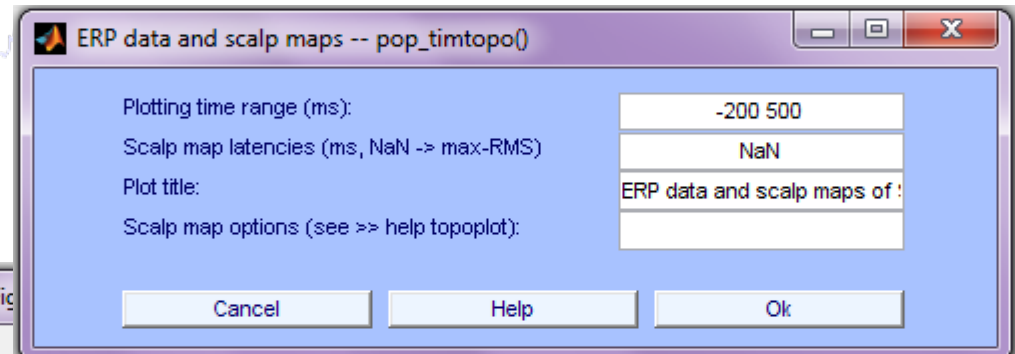 ERP data and scalp maps -- pop_timtopo()
Plotting time range (ms): -200 500
Scalp map latencies (ms, NaN -> max-RMS) NaN
Plot title: ERP data and scalp maps of
Scalp map options (see >> help topoplot):
Cancel Help Ok